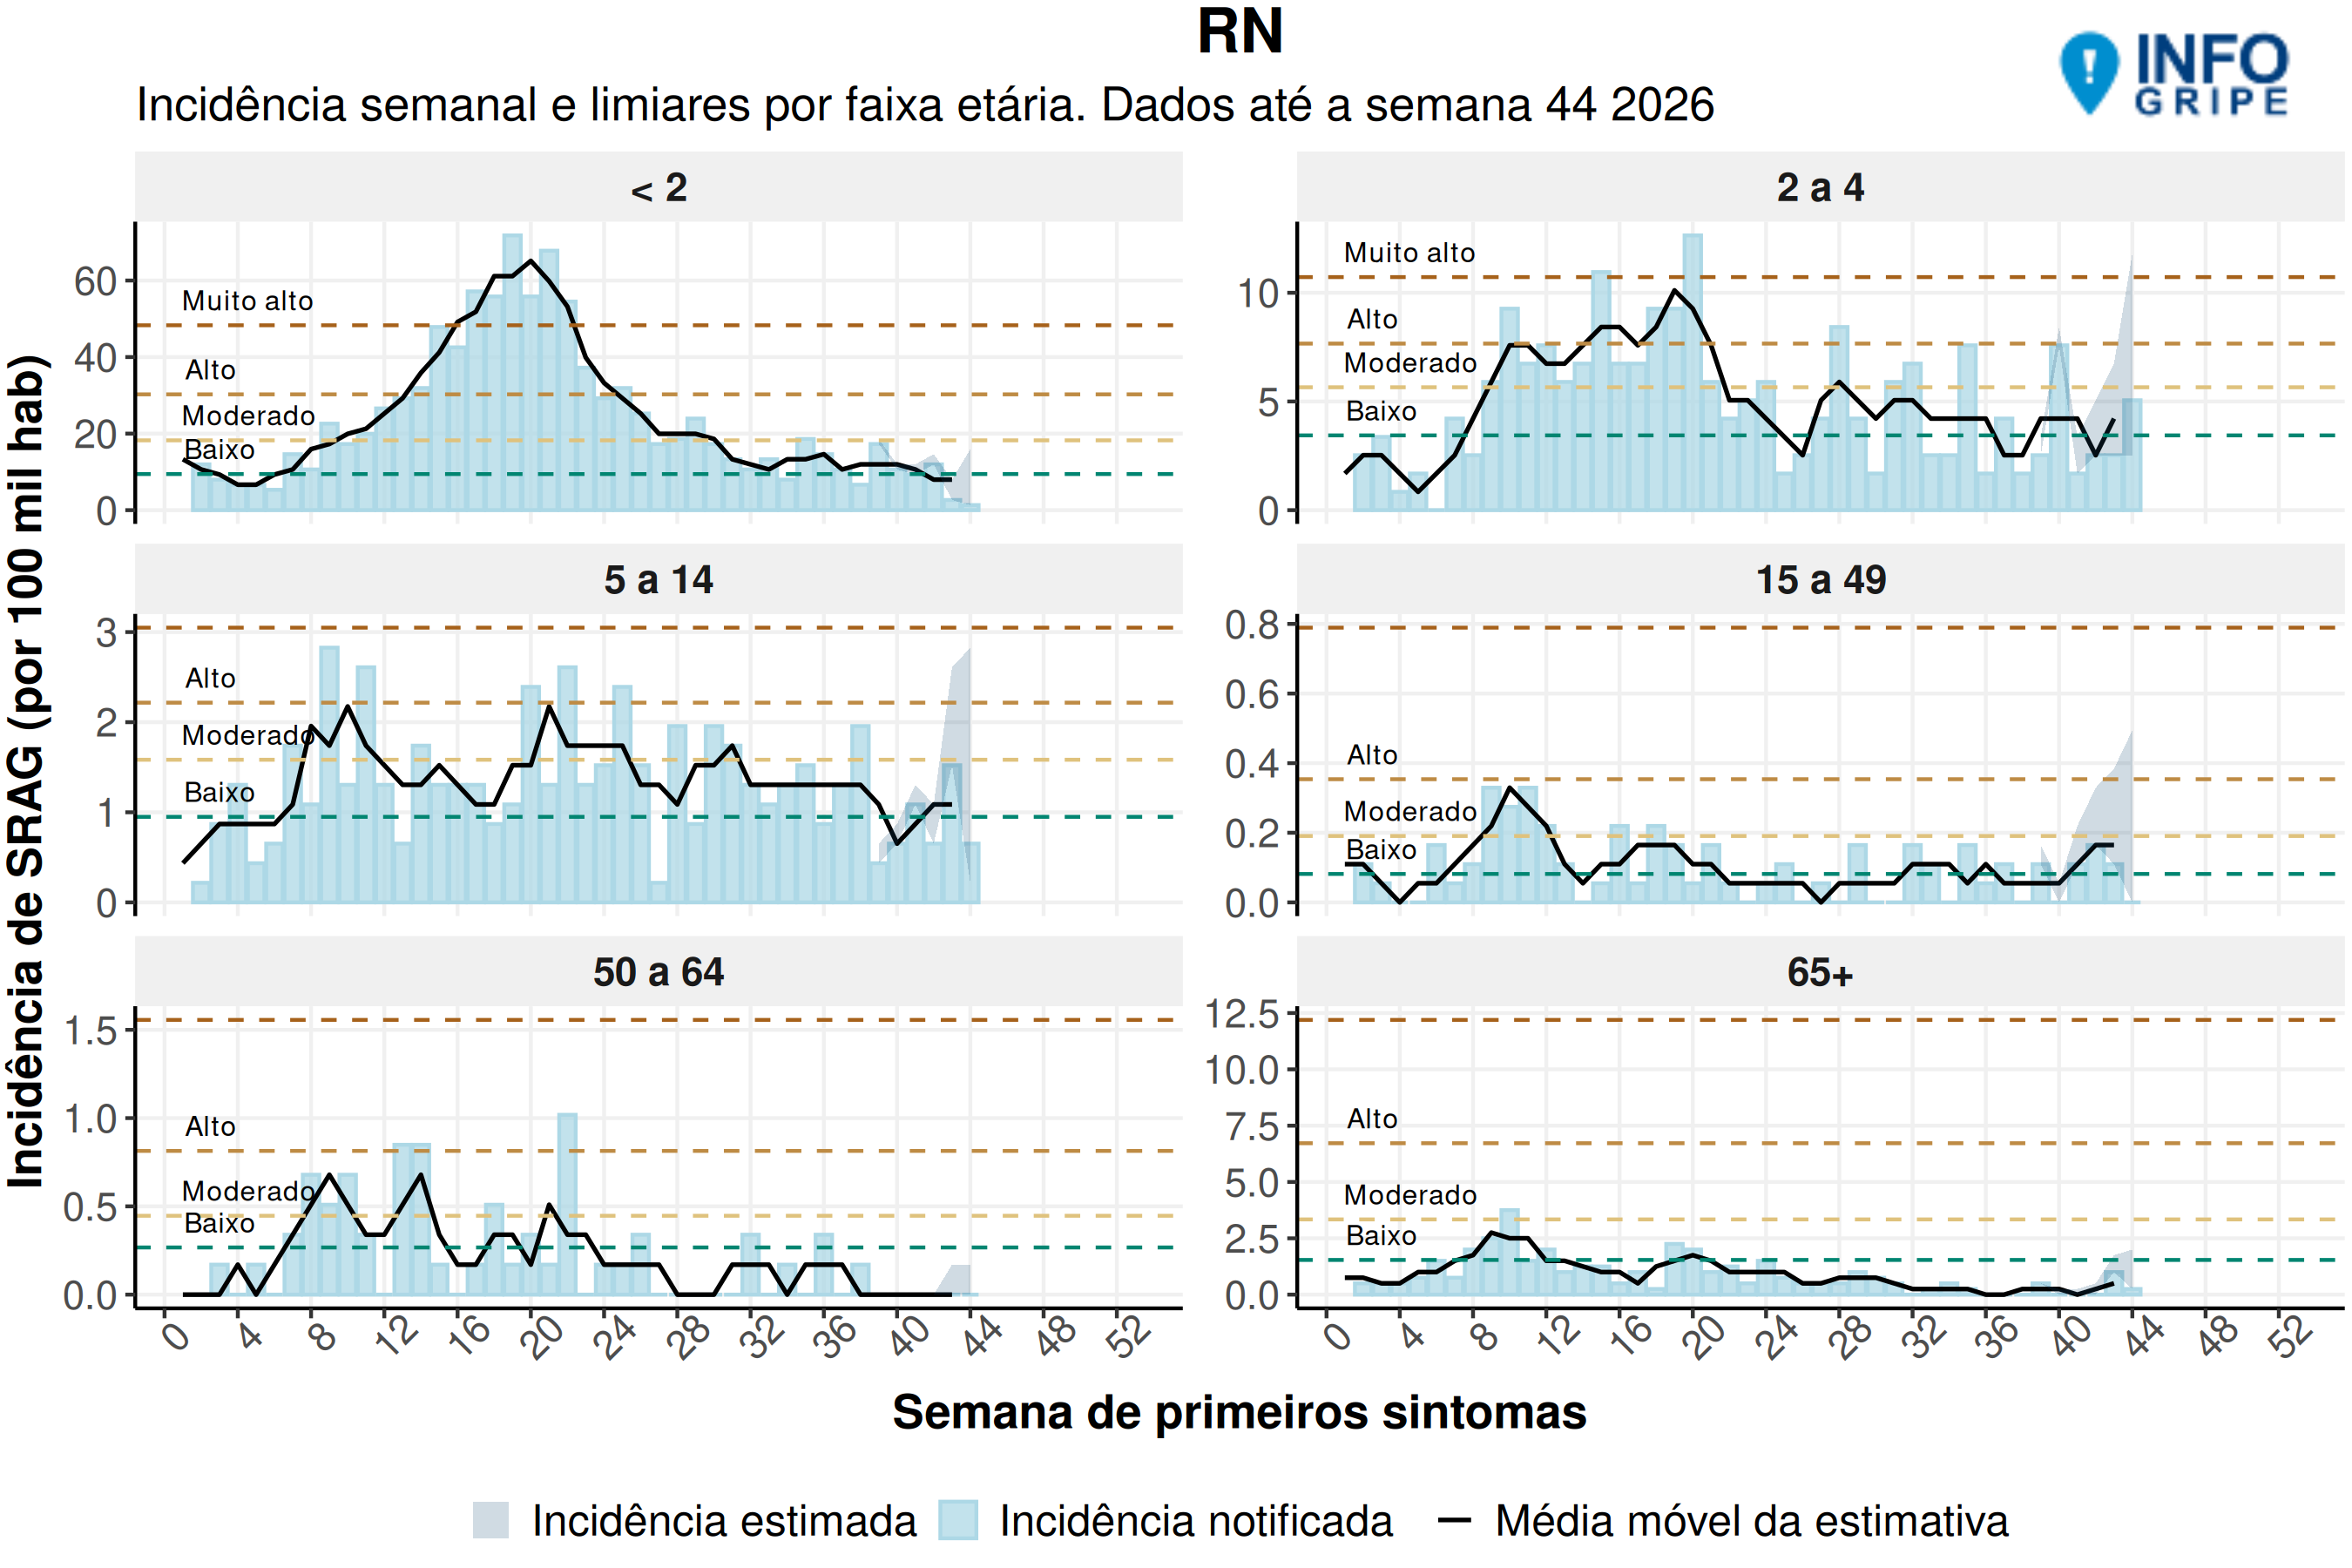 RN
INFO
GRIPE
Incidência semanal e limiares por faixa etária. Dados até a semana 44 2026
Incidência de SRAG (por 100 mil hab)
< 2
60
40
20
0
Muito alto
Alto
Moderado
Baixo
2 a 4
10
5
0
Muito alto
Alto
Moderado
Baixo
5 a 14
3
2
1
0
Alto
Moderado
Baixo
15 a 49
0.8
0.6
0.4
0.2
0.0
Alto
Moderado
Baixo
50 a 64
1.5
1.0
0.5
0.0
Alto
Moderado
Baixo
0 4 8 12 16 20 24 28 32 36 40 44 48 52
65+
12.5
10.0
7.5
5.0
2.5
0.0
Alto
Moderado
Baixo
0 4 8 12 16 20 24 28 32 36 40 44 48 52
Semana de primeiros sintomas
Incidência estimada Incidência notificada Média móvel da estimativa